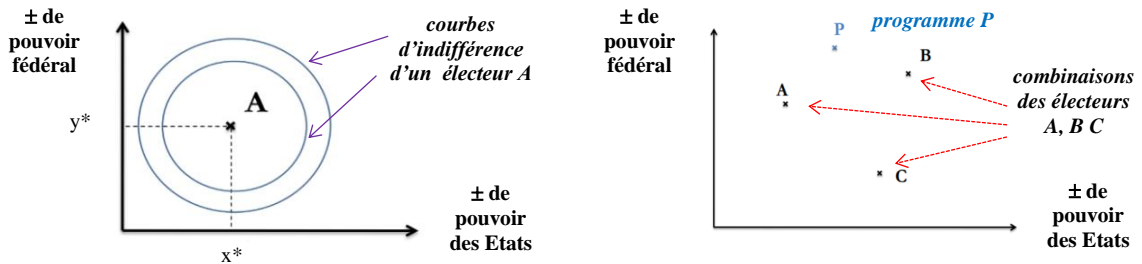 ± de
pouvoir
fédéral
courbes
d'indifférence
d'un électeur A
A
y*
x*
± de
pouvoir
des Etats
± de
pouvoir
fédéral
programme P
P
B
A
C
combinaisons
des électeurs
A, B C
± de
pouvoir
des Etats